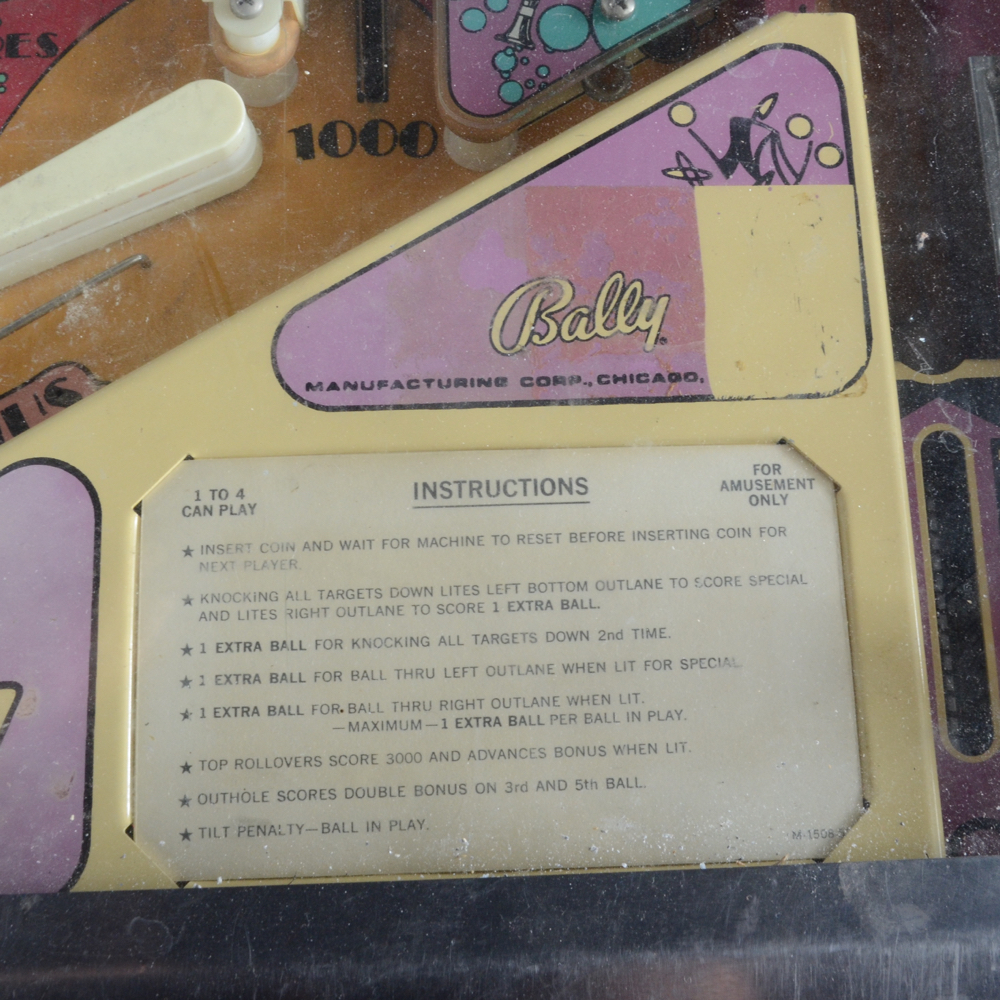 1000
Bally
MANUFACTURING CORP., CHICAGO.
1 TO 4
CAN PLAY
INSTRUCTIONS
FOR
AMUSEMENT
ONLY
★ INSERT COIN AND WAIT FOR MACHINE TO RESET BEFORE INSERTING COIN FOR
NEXT PLAYER.
★ KNOCKING ALL TARGETS DOWN LITES LEFT BOTTOM OUTLANE TO SCORE SPECIAL
AND LITES RIGHT OUTLANE TO SCORE 1 EXTRA BALL.
★ 1 EXTRA BALL FOR KNOCKING ALL TARGETS DOWN 2nd TIME.
★ 1 EXTRA BALL FOR BALL THRU LEFT OUTLANE WHEN LIT FOR SPECIAL
★ 1 EXTRA BALL FOR BALL THRU RIGHT OUTLANE WHEN LIT.
—MAXIMUM—1 EXTRA BALL PER BALL IN PLAY.
★ TOP ROLLOVERS SCORE 3000 AND ADVANCES BONUS WHEN LIT.
★ OUTHOLE SCORES DOUBLE BONUS ON 3rd AND 5th BALL.
★ TILT PENALTY—BALL IN PLAY.